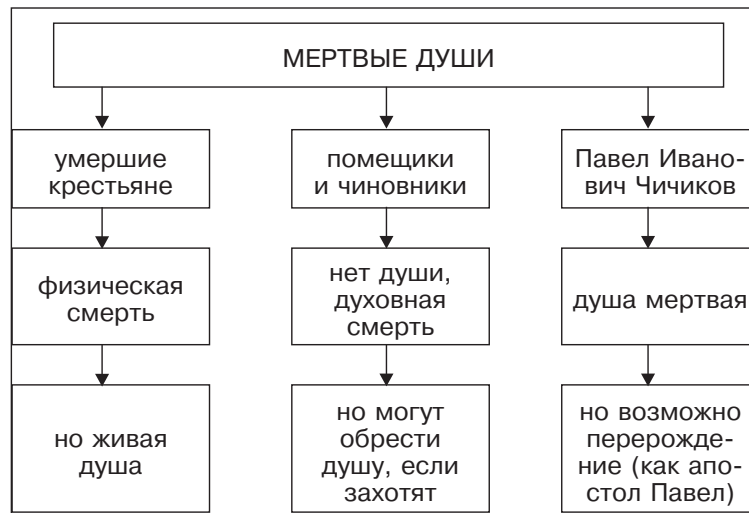 МЕРТВЫЕ ДУШИ
умершие
крестьяне
помещики
и чиновники
Павел Ивано-
вич Чичиков
физическая
смерть
нет души,
духовная
смерть
душа мертвая
но живая
душа
но могут
обрести
душу, если
захотят
но возможно
перерожде-
ние (как апо-
стол Павел)